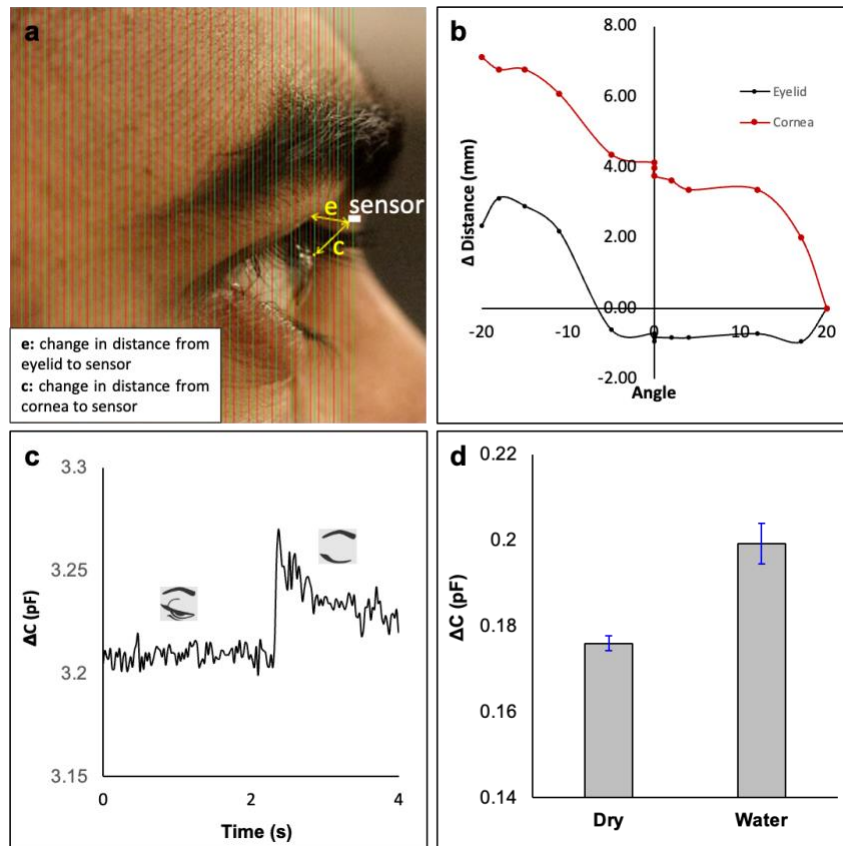 a
sensor
e
c
e: change in distance from
eyelid to sensor
c: change in distance from
cornea to sensor
b
8.00
6.00
4.00
2.00
0.00
-2.00
-20
-10
0
10
20
Δ Distance (mm)
Angle
Eyelid
Cornea
c
3.3
3.25
3.2
3.15
0
2
4
ΔC (pF)
Time (s)
d
0.22
0.2
0.18
0.16
0.14
ΔC (pF)
Dry
Water